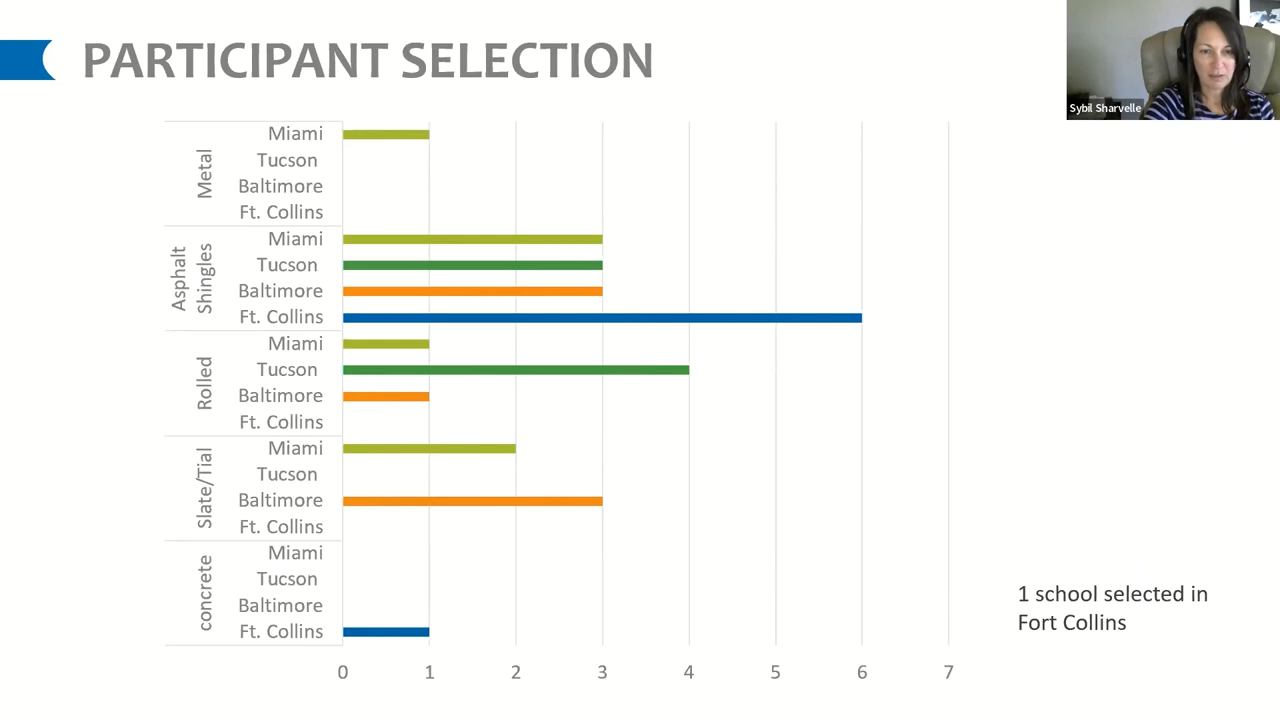 PARTICIPANT SELECTION
Sybil Sharvelle
Metal
Miami
Tucson
Baltimore
Ft. Collins
Asphalt
Shingles
Miami
Tucson
Baltimore
Ft. Collins
Rolled
Miami
Tucson
Baltimore
Ft. Collins
Slate/Tial
Miami
Tucson
Baltimore
Ft. Collins
concrete
Miami
Tucson
Baltimore
Ft. Collins
0 1 2 3 4 5 6 7
1 school selected in
Fort Collins